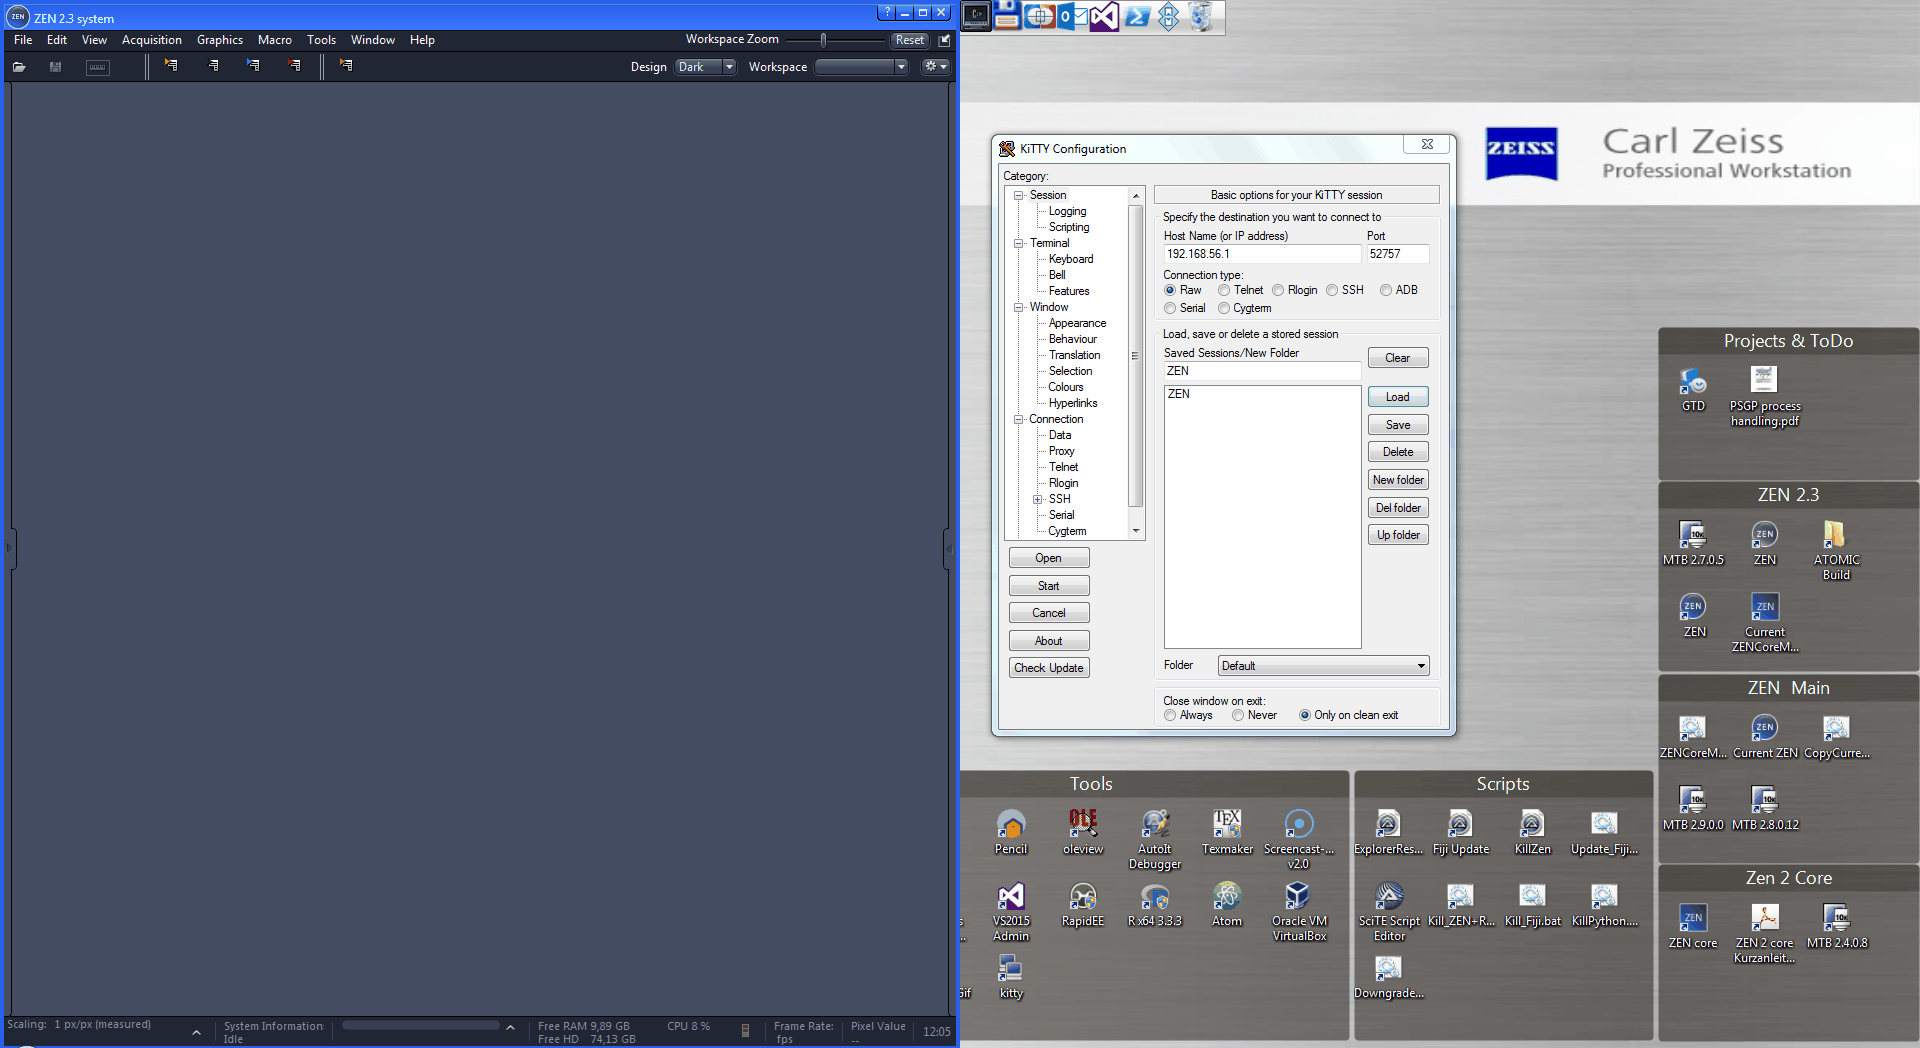 ZEN 2.3 system
File Edit View Acquisition Graphics Macro Tools Window Help
Workspace Zoom Reset
Design Dark Workspace
Scaling: 1 px/px (measured)
System Information
Idle
Free RAM 9,89 GB
Free HD 74,13 GB
CPU 8 %
Frame Rate:
fps
Pixel Value
--
12:05
ZEISS
Carl Zeiss
Professional Workstation
KiTTY Configuration
Category:
Session
Logging
Scripting
Terminal
Keyboard
Bell
Features
Window
Appearance
Behaviour
Translation
Selection
Colours
Hyperlinks
Connection
Data
Proxy
Telnet
Rlogin
SSH
Serial
Cygterm
Open
Start
Cancel
About
Check Update
Basic options for your KiTTY session
Specify the destination you want to connect to
Host Name (or IP address) Port
192.168.56.1 52757
Connection type:
Raw Telnet Rlogin SSH ADB
Serial Cygterm
Load, save or delete a stored session
Saved Sessions/New Folder
ZEN
ZEN
Clear
Load
Save
Delete
New folder
Del folder
Up folder
Folder Default
Close window on exit:
Always Never Only on clean exit
Projects & ToDo
GTD
PSGP process
handling.pdf
ZEN 2.3
MTB 2.7.0.5
ZEN
ATOMIC
Build
ZEN
Current
ZENCoreM...
ZEN Main
ZENCoreM...
Current ZEN
CopyCurre...
MTB 2.9.0.0
MTB 2.8.0.12
Zen 2 Core
ZEN core
ZEN 2 core
Kurzanleit...
MTB 2.4.0.8
Tools
Pencil
oleview
AutoIt
Debugger
Texmaker
Screencast-...
v2.0
VS2015
Admin
RapidEE
R x64 3.3.3
Atom
Oracle VM
VirtualBox
Gif
kitty
Scripts
ExplorerRes...
Fiji Update
KillZen
Update_Fiji...
SciTE Script
Editor
Kill_ZEN+R...
Kill_Fiji.bat
KillPython....
Downgrade...